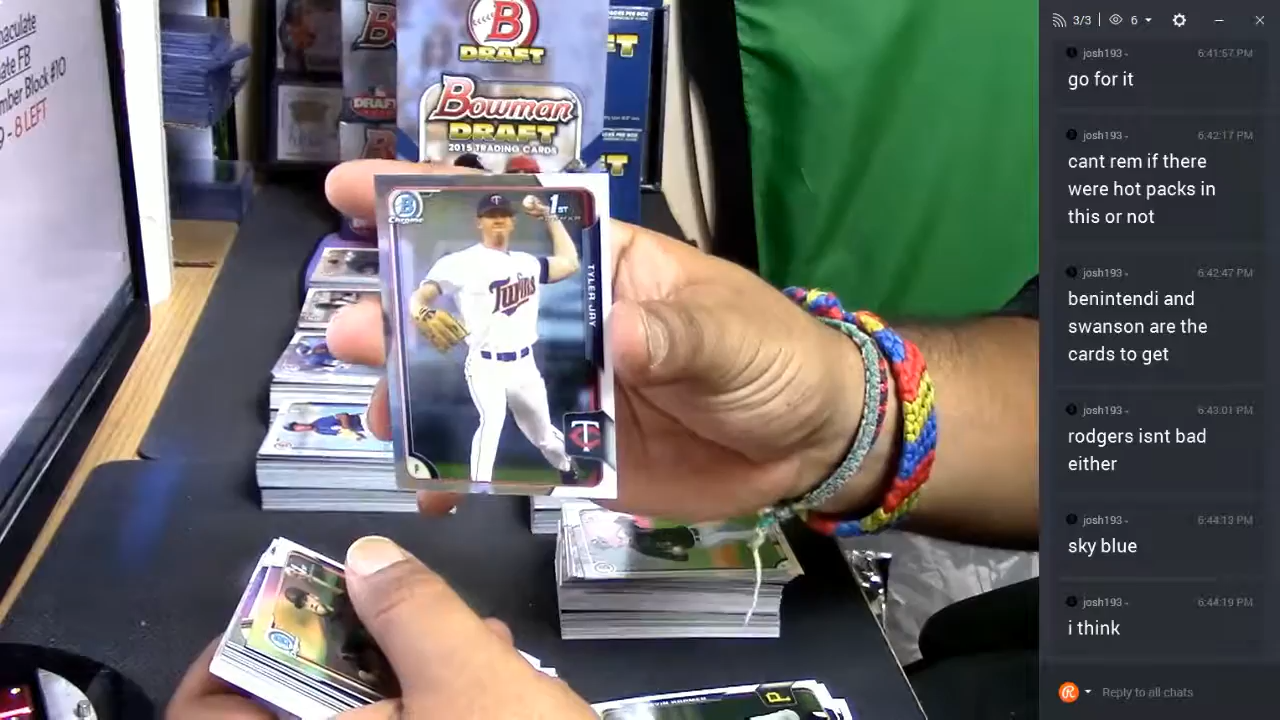 ate FB
mber Block #10
- 8 LEFT
B
DRAFT
Bowman
DRAFT
2015 TRADING CARDS
B
Chrome
1ST
Twins
TYLER JAY
TC
P
DRAFT
P
3/3
6
josh193 -
6:41:57 PM
go for it
josh193 -
6:42:17 PM
cant rem if there
were hot packs in
this or not
josh193 -
6:42:47 PM
benintendi and
swanson are the
cards to get
josh193 -
6:43:01 PM
rodgers isnt bad
either
josh193 -
6:44:13 PM
sky blue
josh193 -
6:44:19 PM
i think
Reply to all chats